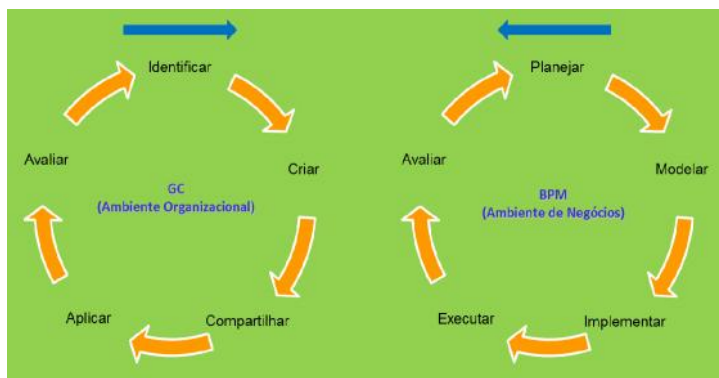 Identificar
Criar
Compartilhar
Aplicar
Avaliar
GC
(Ambiente Organizacional)
Planejar
Modelar
Implementar
Executar
Avaliar
BPM
(Ambiente de Negócios)